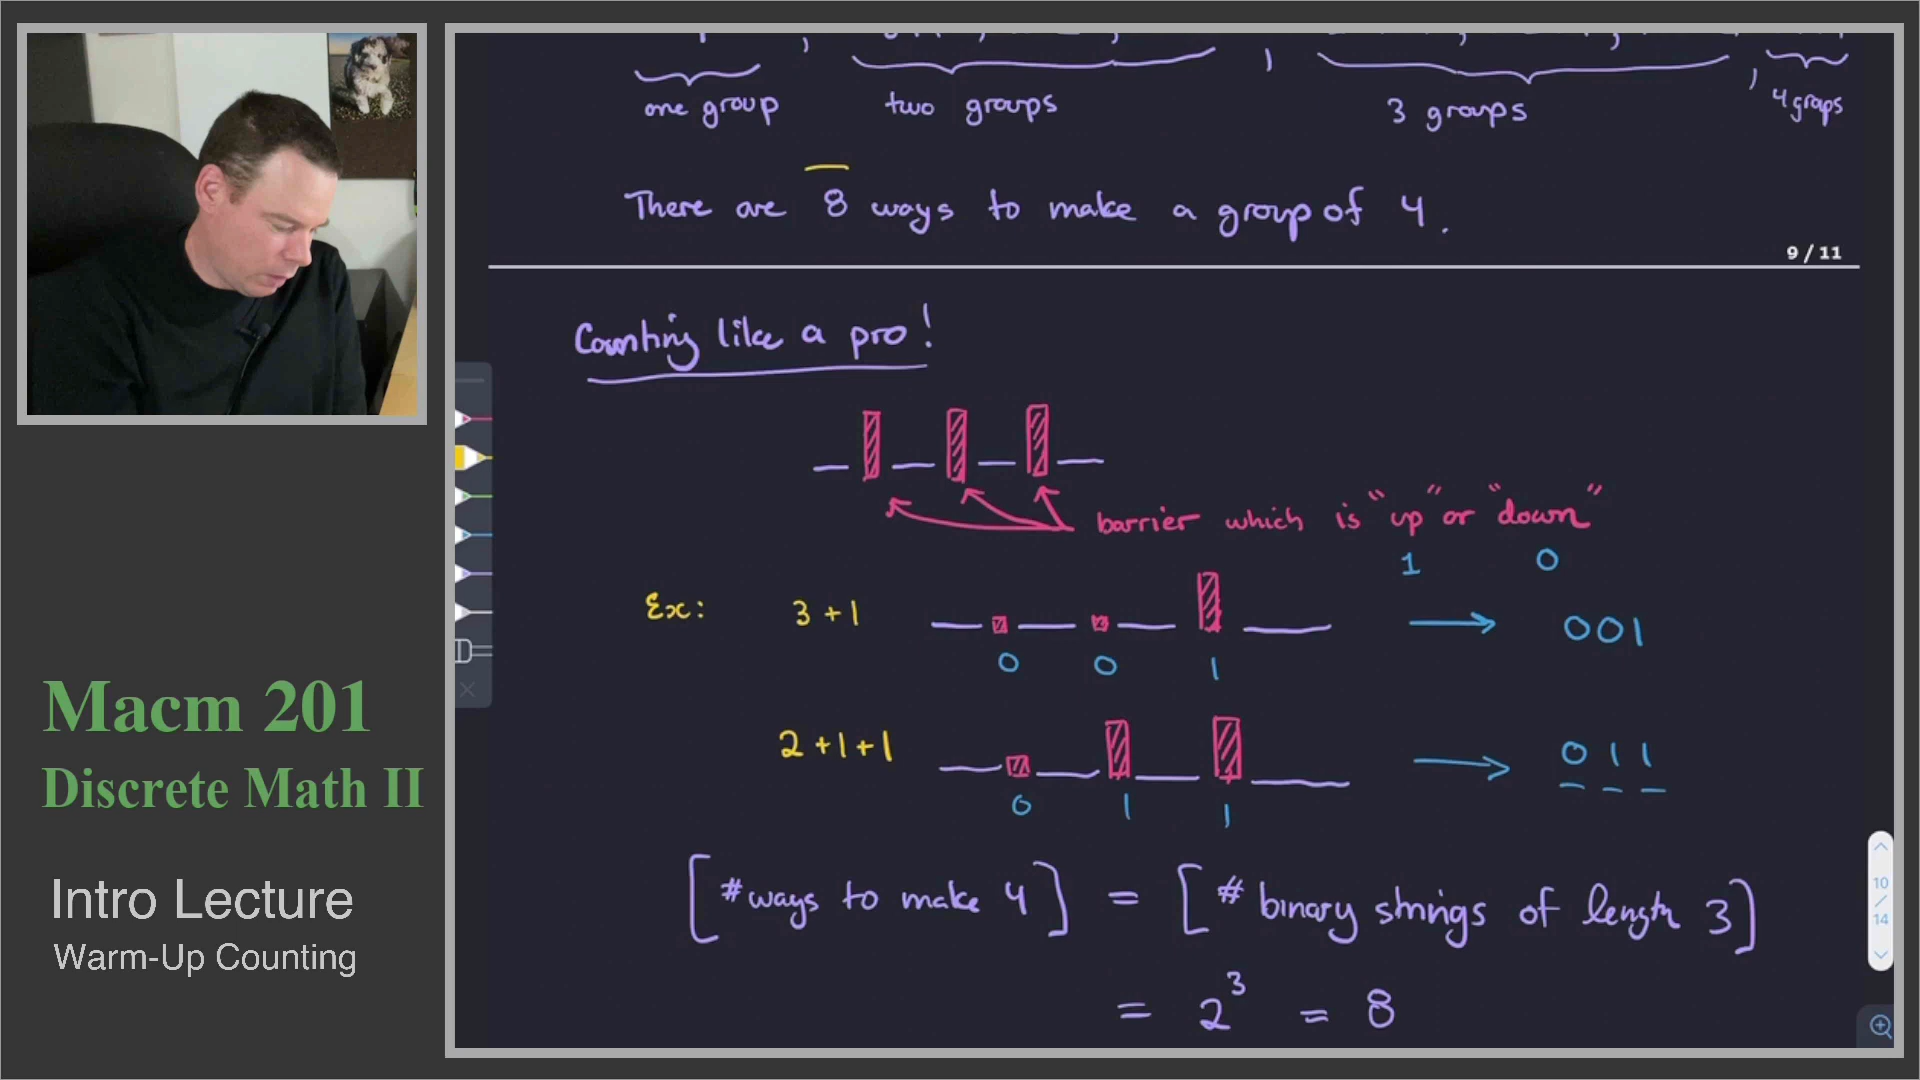 one group
two groups
3 groups
4 groups
There are 8 ways to make a group of 4.
9 / 11
Counting like a pro!
barrier which is "up" or "down"
1 0
Ex: 3 + 1 → 001
0 0 1
2 + 1 + 1 → 011
0 1 1
[# ways to make 4] = [# binary strings of length 3]
= 2³ = 8
10
/
14
Macm 201
Discrete Math II
Intro Lecture
Warm-Up Counting